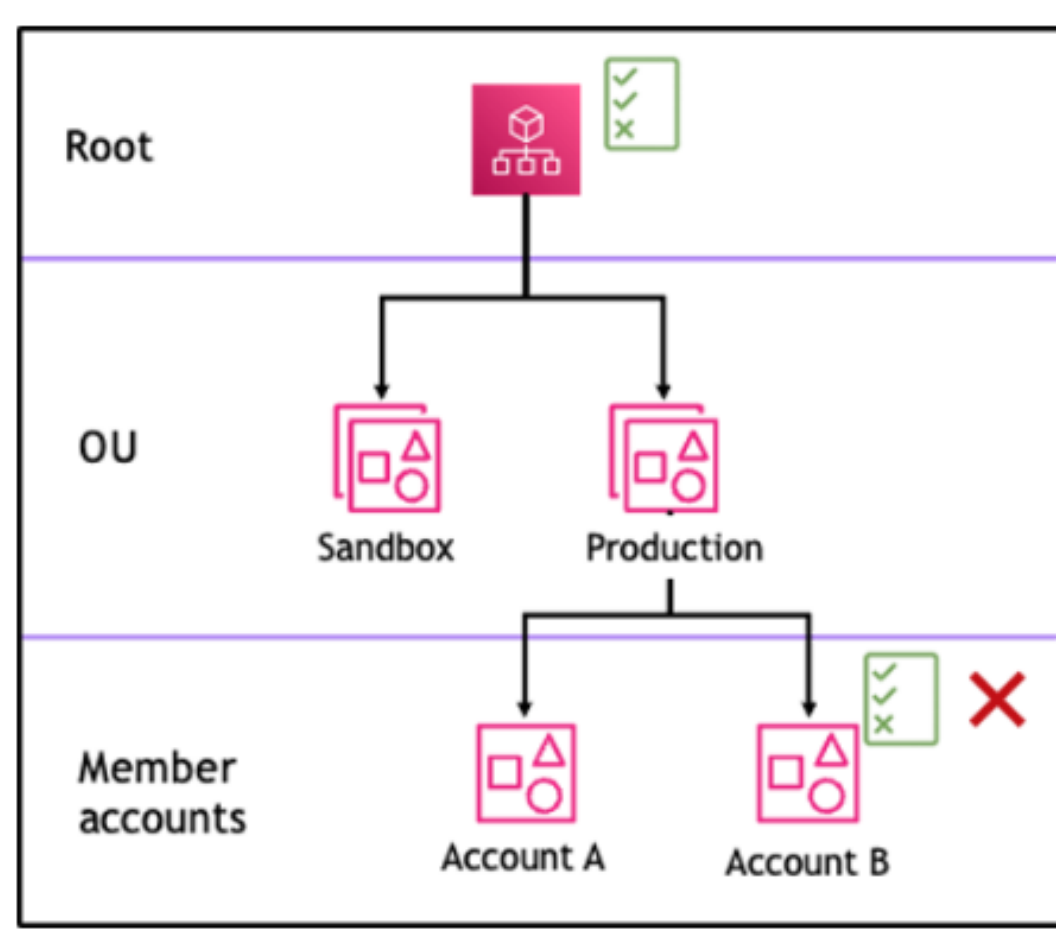 Root
OU
Sandbox
Production
Member
accounts
Account A
Account B